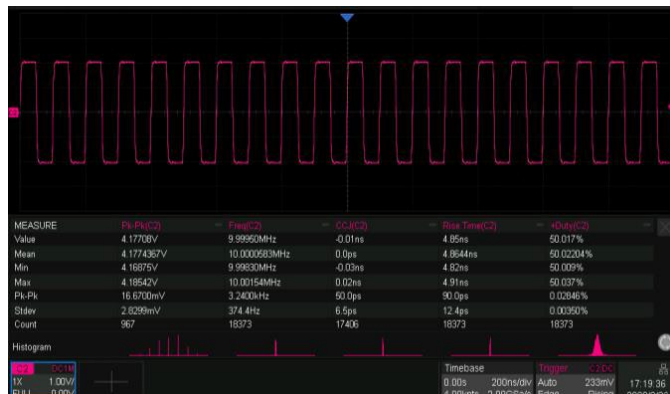 MEASURE Pk-Pk(C2) Freq(C2) CCJ(C2) Rise Time(C2) +Duty(C2)
Value 4.17708V 9.99950MHz -0.01ns 4.85ns 50.017%
Mean 4.1774367V 10.0000583MHz 0.0ps 4.8644ns 50.02204%
Min 4.16875V 9.99830MHz -0.03ns 4.82ns 50.009%
Max 4.18542V 10.00154MHz 0.02ns 4.91ns 50.037%
Pk-Pk 16.6700mV 3.2400kHz 50.0ps 90.0ps 0.02846%
Stdev 2.8299mV 374.4Hz 6.5ps 12.4ps 0.00350%
Count 967 18373 17406 18373 18373
Histogram
C2 DC1M Timebase Trigger C2 DC
1X 1.00V/ 0.00s 200ns/div Auto 233mV 17:19:36
FULL 0.00V